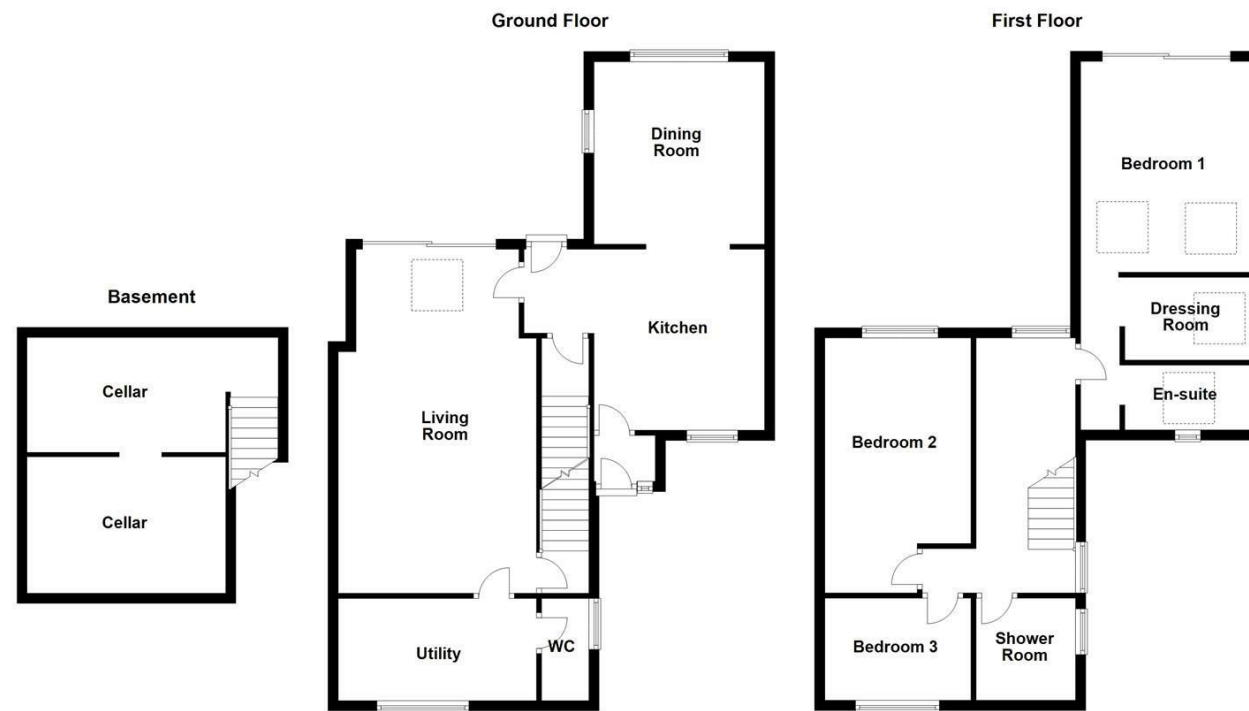 Ground Floor
First Floor
Basement
Dining
Room
Kitchen
Living
Room
Utility
WC
Cellar
Cellar
Bedroom 1
Dressing
Room
En-suite
Bedroom 2
Bedroom 3
Shower
Room